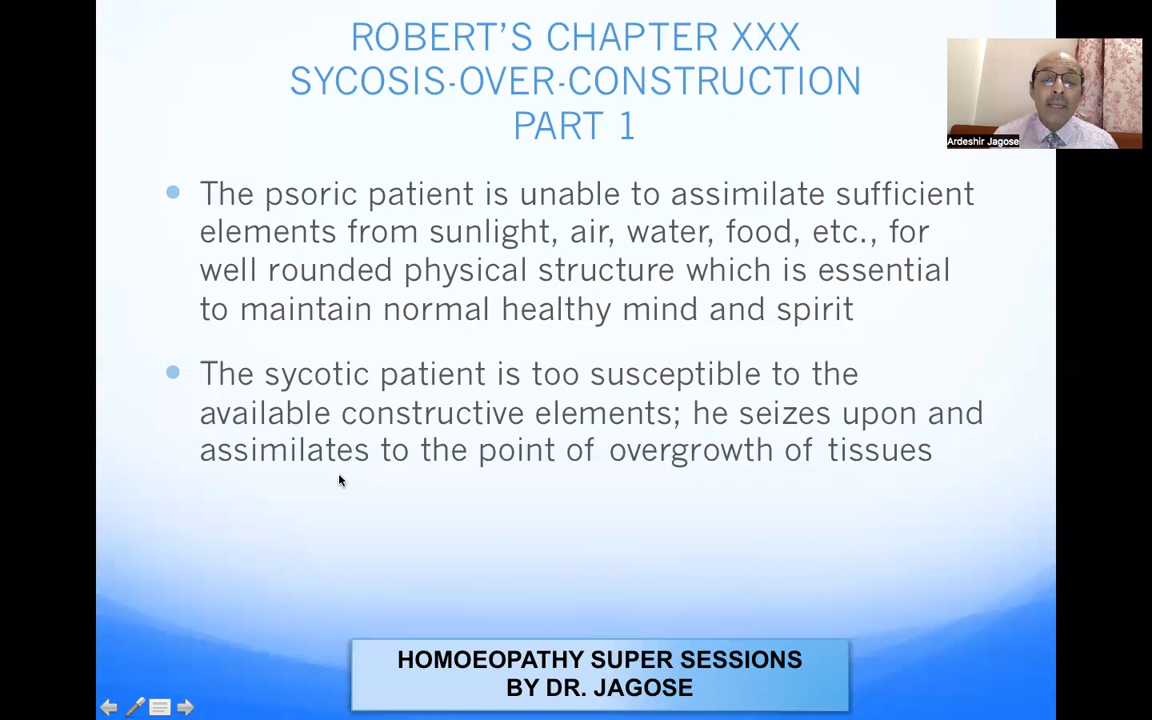 ROBERT'S CHAPTER XXX
SYCOSIS-OVER-CONSTRUCTION
PART 1
Ardeshir Jagose
The psoric patient is unable to assimilate sufficient
elements from sunlight, air, water, food, etc., for
well rounded physical structure which is essential
to maintain normal healthy mind and spirit
The sycotic patient is too susceptible to the
available constructive elements; he seizes upon and
assimilates to the point of overgrowth of tissues
HOMOEOPATHY SUPER SESSIONS
BY DR. JAGOSE